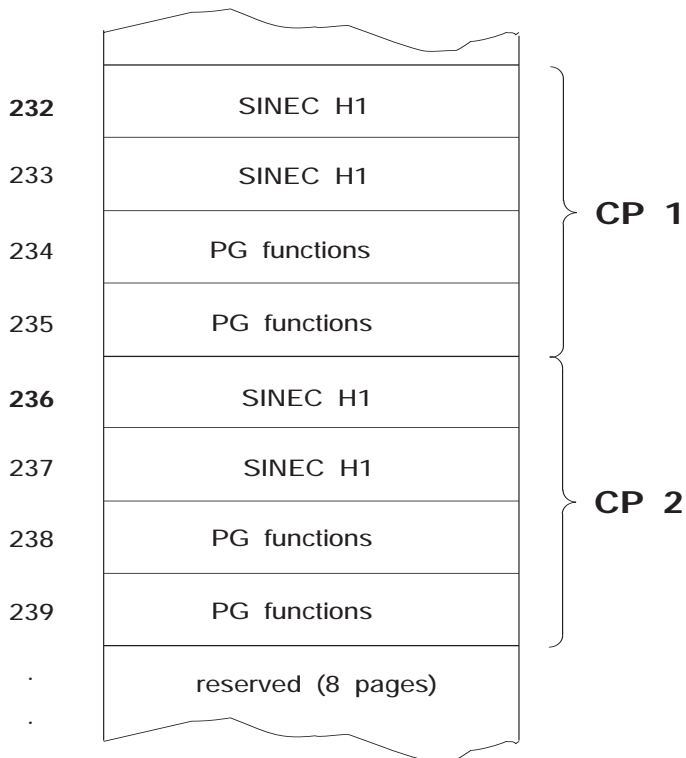 232 SINEC H1
233 SINEC H1
CP 1
234 PG functions
235 PG functions
236 SINEC H1
237 SINEC H1
CP 2
238 PG functions
239 PG functions
. reserved (8 pages)
.